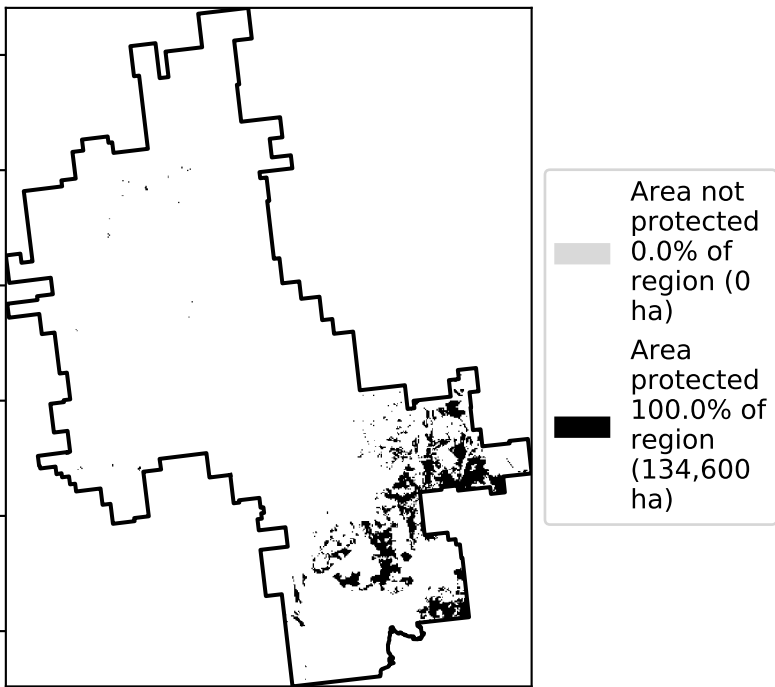 Area not
protected
0.0% of
region (0
ha)
Area
protected
100.0% of
region
(134,600
ha)